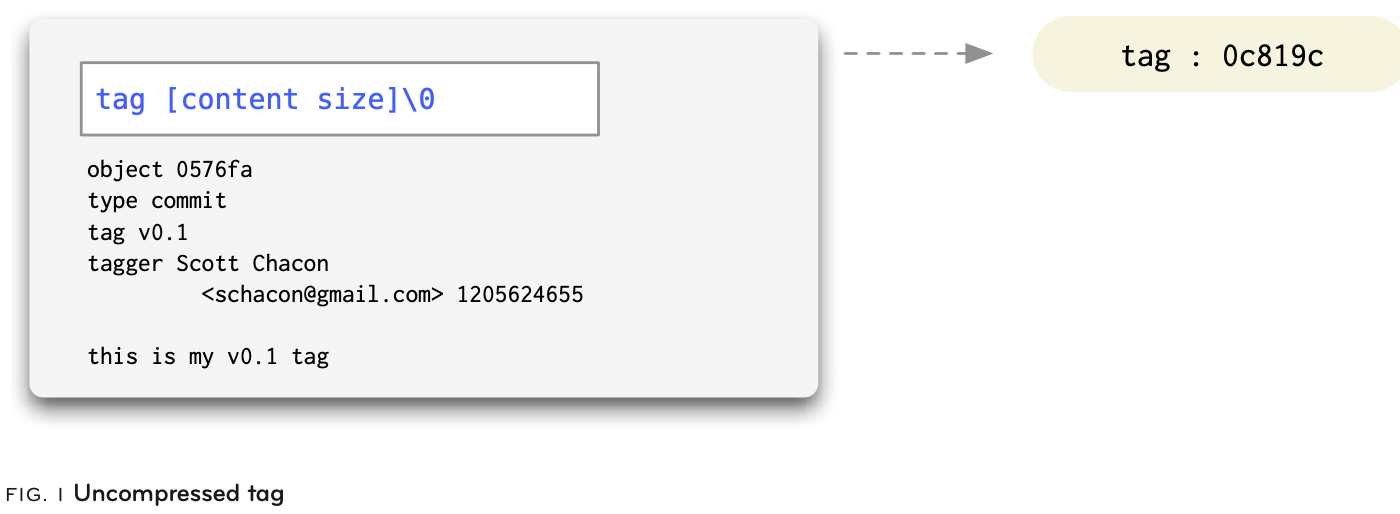 tag [content size]\0
tag : 0c819c
object 0576fa
type commit
tag v0.1
tagger Scott Chacon
<schacon@gmail.com> 1205624655
this is my v0.1 tag
FIG. 1 Uncompressed tag